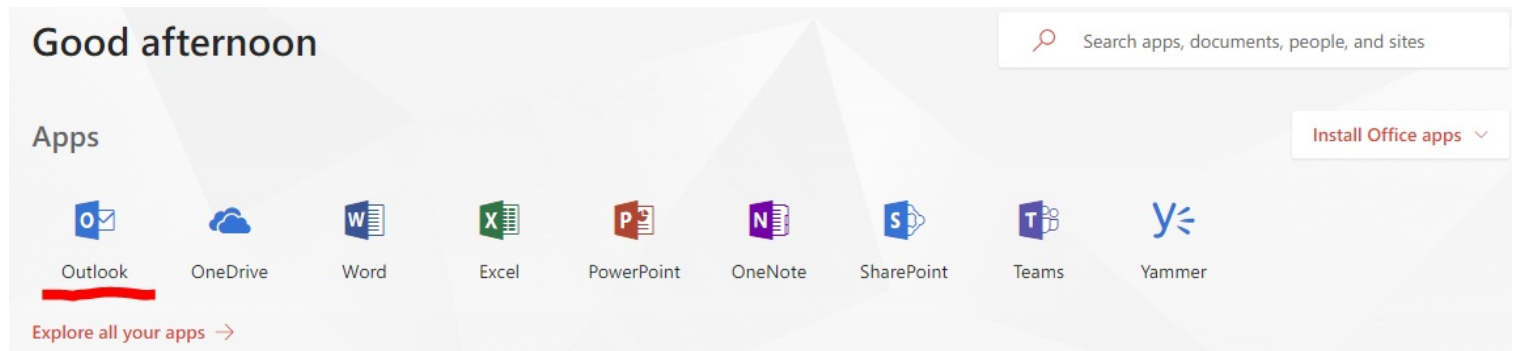 Good afternoon
Search apps, documents, people, and sites
Apps
Install Office apps
Outlook OneDrive Word Excel PowerPoint OneNote SharePoint Teams Yammer
Explore all your apps →